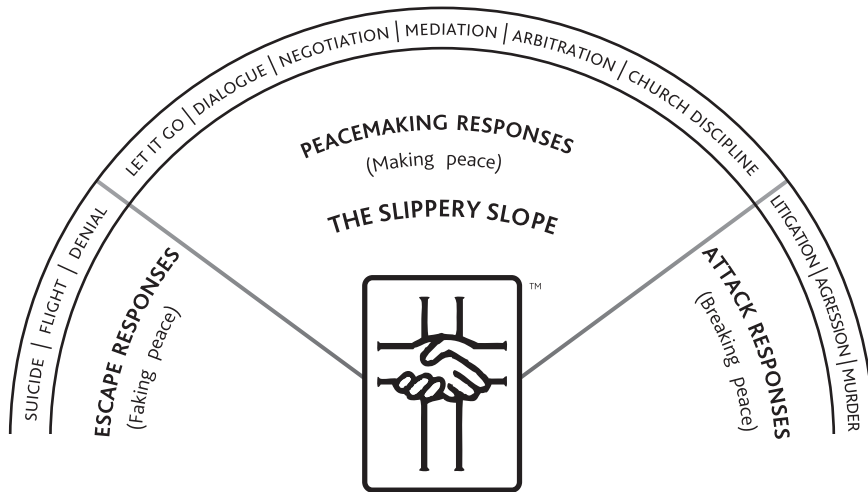 SUICIDE | FLIGHT | DENIAL
LET IT GO | DIALOGUE | NEGOTIATION | MEDIATION | ARBITRATION | CHURCH DISCIPLINE
LITIGATION | AGRESSION | MURDER
PEACEMAKING RESPONSES
(Making peace)
THE SLIPPERY SLOPE
ESCAPE RESPONSES
(Faking peace)
ATTACK RESPONSES
(Breaking peace)
TM